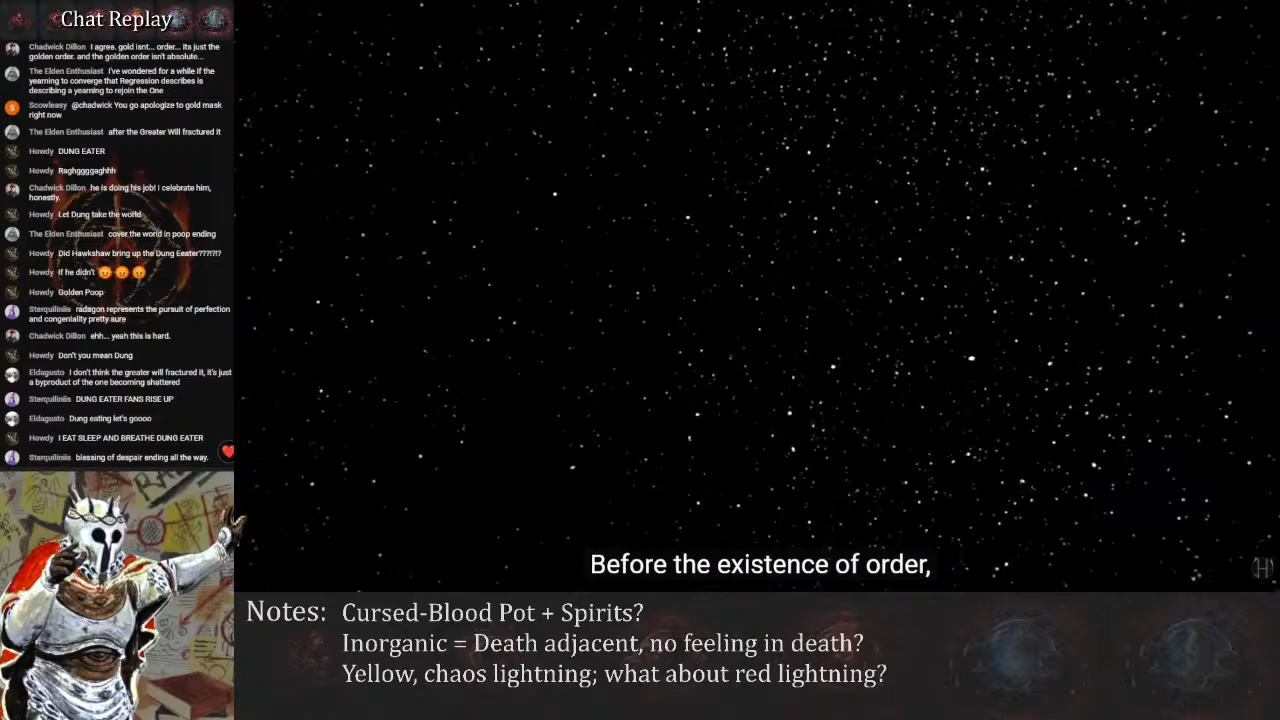 Chat Replay
Chadwick Dillon I agree. gold isnt... order... its just the
golden order. and the golden order isn't absolute...
The Elden Enthusiast I've wondered for a while if the
yearning to converge that Regression describes is
describing a yearning to rejoin the One
S
Scowleasy @chadwick You go apologize to gold mask
right now
The Elden Enthusiast after the Greater Will fractured it
Howdy DUNG EATER
Howdy Raghggggaghhh
Chadwick Dillon he is doing his job! I celebrate him,
honestly.
Howdy Let Dung take the world
The Elden Enthusiast cover the world in poop ending
Howdy Did Hawkshaw bring up the Dung Eeater???!?!?
Howdy If he didn't 😡😡😡
Howdy Golden Poop
Sterquiliniis radagon represents the pursuit of perfection
and congeniality pretty sure
Chadwick Dillon ehh... yeah this is hard.
Howdy Don't you mean Dung
Eldagusto I don't think the greater will fractured it, it's just
a byproduct of the one becoming shattered
Sterquiliniis DUNG EATER FANS RISE UP
Eldagusto Dung eating let's goooo
Howdy I EAT SLEEP AND BREATHE DUNG EATER
Sterquiliniis blessing of despair ending all the way.
Before the existence of order,
H
Notes: Cursed-Blood Pot + Spirits?
Inorganic = Death adjacent, no feeling in death?
Yellow, chaos lightning; what about red lightning?